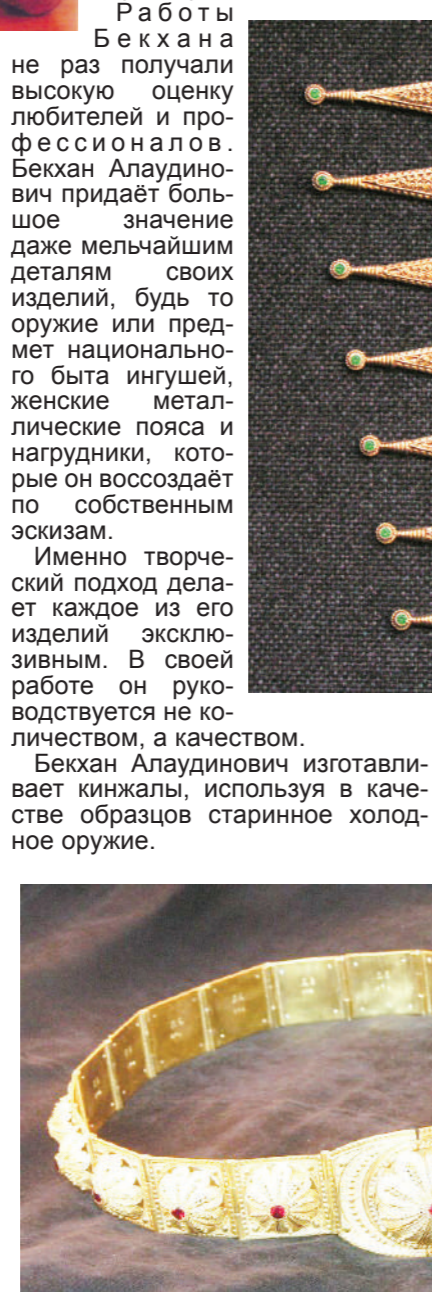 Работы
Бекхана
не раз получали
высокую оценку
любителей и про-
фессионалов.
Бекхан Алаудино-
вич придаёт боль-
шое значение
даже мельчайшим
деталям своих
изделий, будь то
оружие или пред-
мет национально-
го быта ингушей,
женские метал-
лические пояса и
нагрудники, кото-
рые он воссоздаёт
по собственным
эскизам.
Именно творче-
ский подход дела-
ет каждое из его
изделий эксклю-
зивным. В своей
работе он руко-
водствуется не ко-
личеством, а качеством.
Бекхан Алаудинович изготавли-
вает кинжалы, используя в каче-
стве образцов старинное холод-
ное оружие.